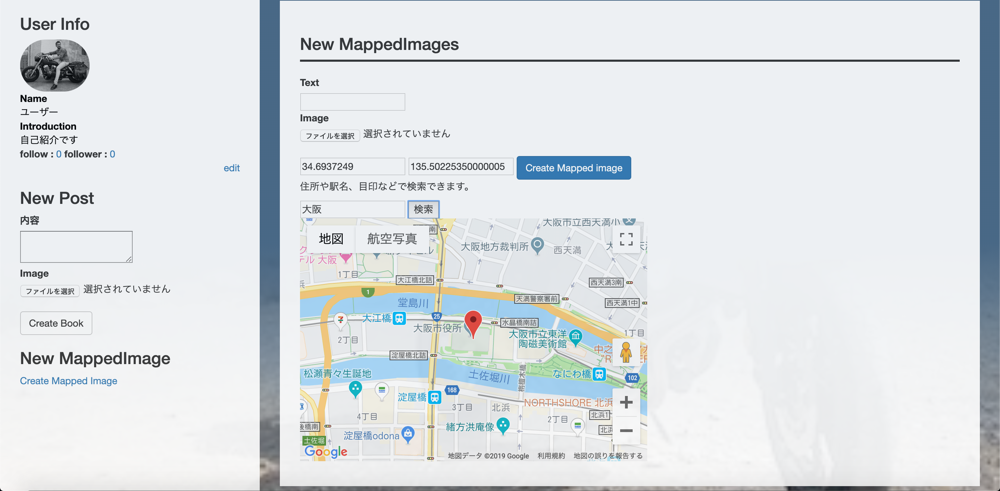 User Info
Name
ユーザー
Introduction
自己紹介です
follow : 0 follower : 0
edit
New Post
内容
Image
ファイルを選択 選択されていません
Create Book
New MappedImage
Create Mapped Image
New MappedImages
Text
Image
ファイルを選択 選択されていません
34.6937249 135.50225350000005 Create Mapped image
住所や駅名、目印などで検索できます。
大阪 検索
大阪市立西天満小
地図 航空写真
南
大阪地方裁判所
西天満
テル 大阪
1丁目
大江橋北詰
西天満3南
1
天満警察署前
西天満1中
堂島川
大江橋
25
水晶橋南詰
大阪市役所
1丁目
大阪市立東洋
陶磁美術館
2丁目
淀屋橋北詰
松瀬青々生誕地
土佐堀川
栴檀木橋
なにわ橋
102
168
淀屋橋
NORTHSHORE 北浜
3丁目
北浜
4丁目
北浜1
2丁目
後橋南
緒方洪庵像
淀屋橋odona
土佐堀
Google
地図データ ©2019 Google 利用規約 地図の誤りを報告する